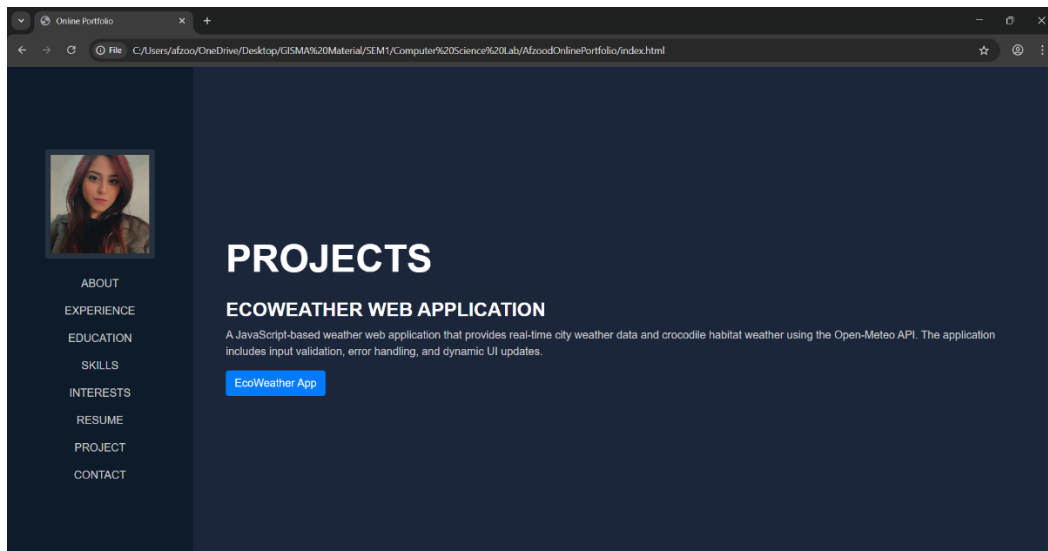 Online Portfolio
File C:/Users/afzoo/OneDrive/Desktop/GISMA%20Material/SEM1/Computer%20Science%20Lab/AfzoodOnlinePortfolio/index.html
ABOUT
EXPERIENCE
EDUCATION
SKILLS
INTERESTS
RESUME
PROJECT
CONTACT
PROJECTS
ECOWEATHER WEB APPLICATION
A JavaScript-based weather web application that provides real-time city weather data and crocodile habitat weather using the Open-Meteo API. The application
includes input validation, error handling, and dynamic UI updates.
EcoWeather App